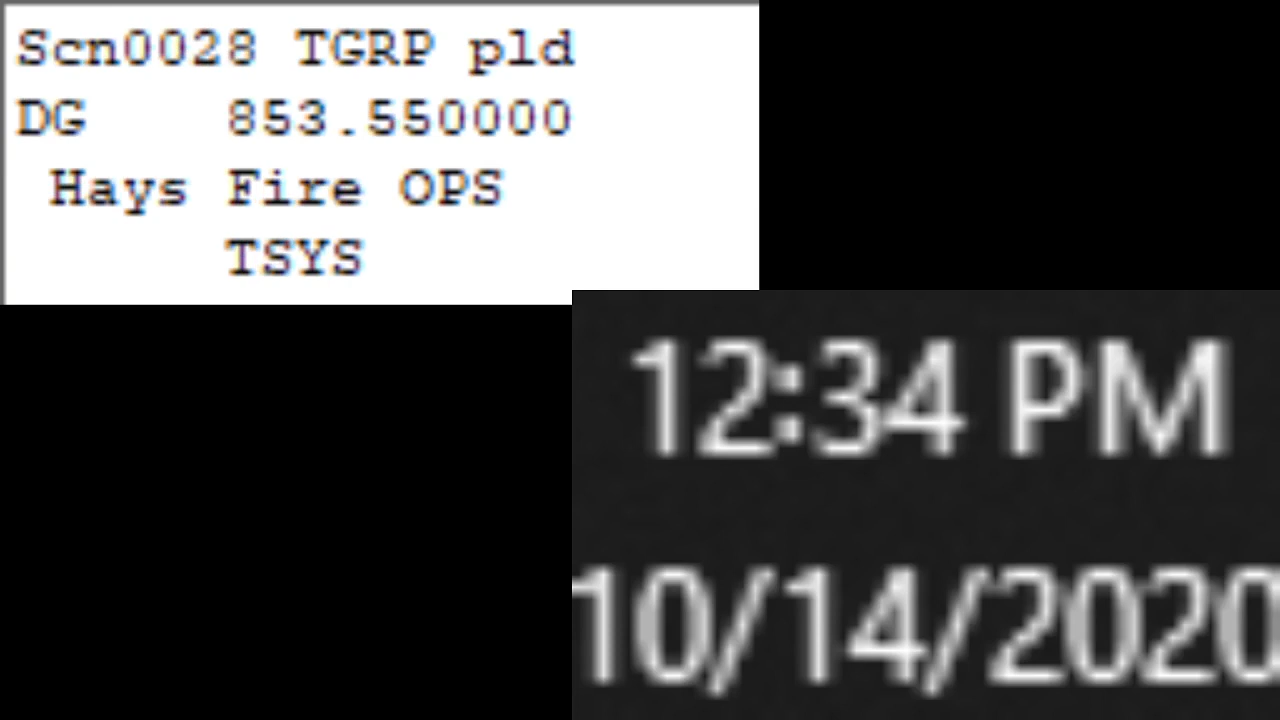 Scn0028 TGRP pld
DG    853.550000
Hays Fire OPS
TSYS
12:34 PM
10/14/2020